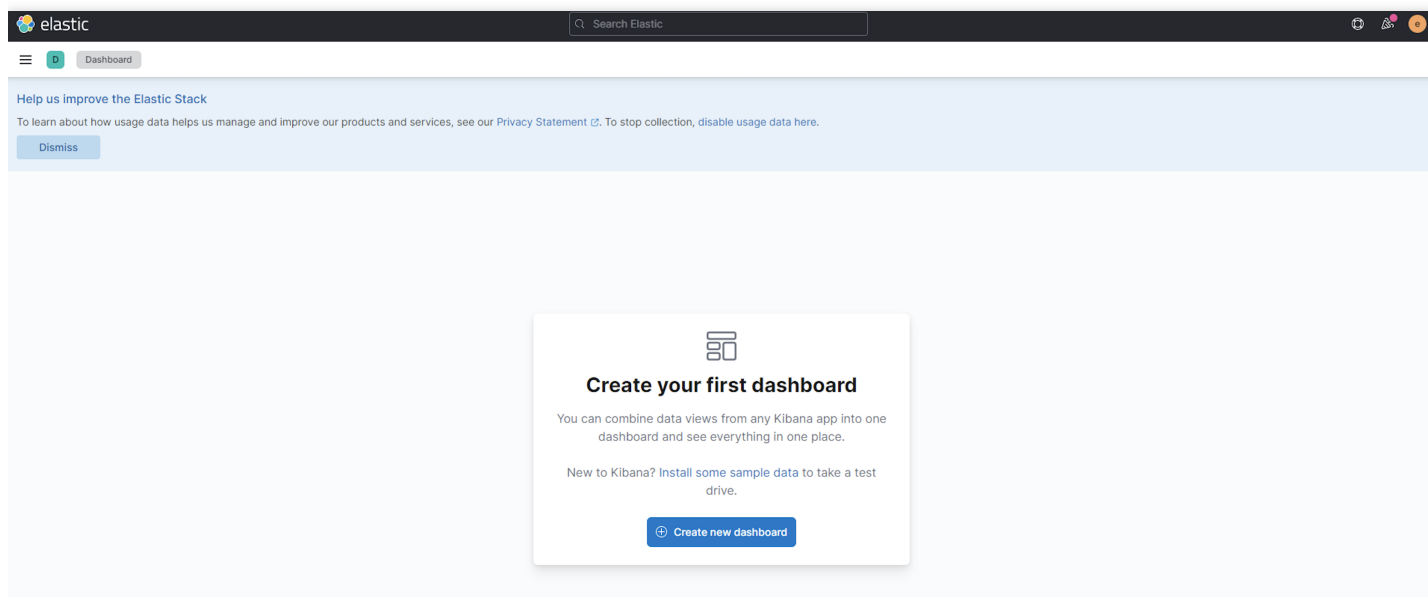 elastic
Search Elastic
e
D
Dashboard
Help us improve the Elastic Stack
To learn about how usage data helps us manage and improve our products and services, see our Privacy Statement. To stop collection, disable usage data here.
Dismiss
Create your first dashboard
You can combine data views from any Kibana app into one
dashboard and see everything in one place.
New to Kibana? Install some sample data to take a test
drive.
Create new dashboard